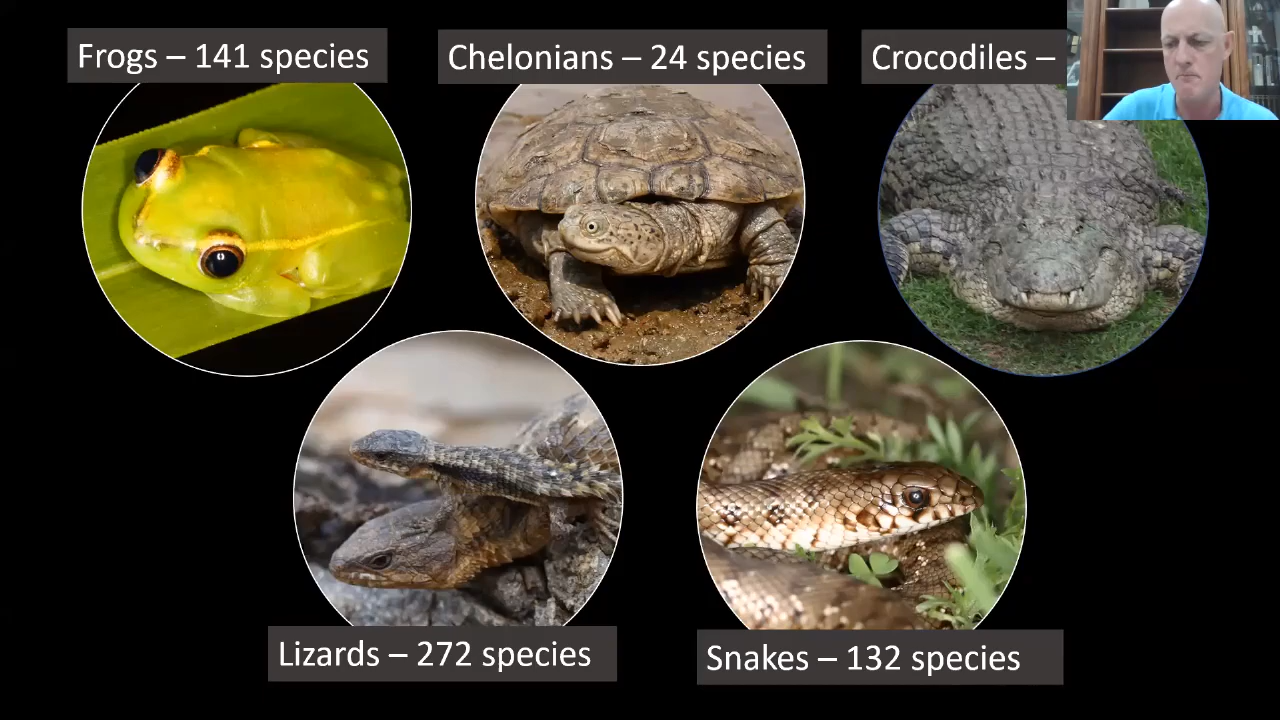 Frogs – 141 species
Chelonians – 24 species
Crocodiles –
Lizards – 272 species
Snakes – 132 species